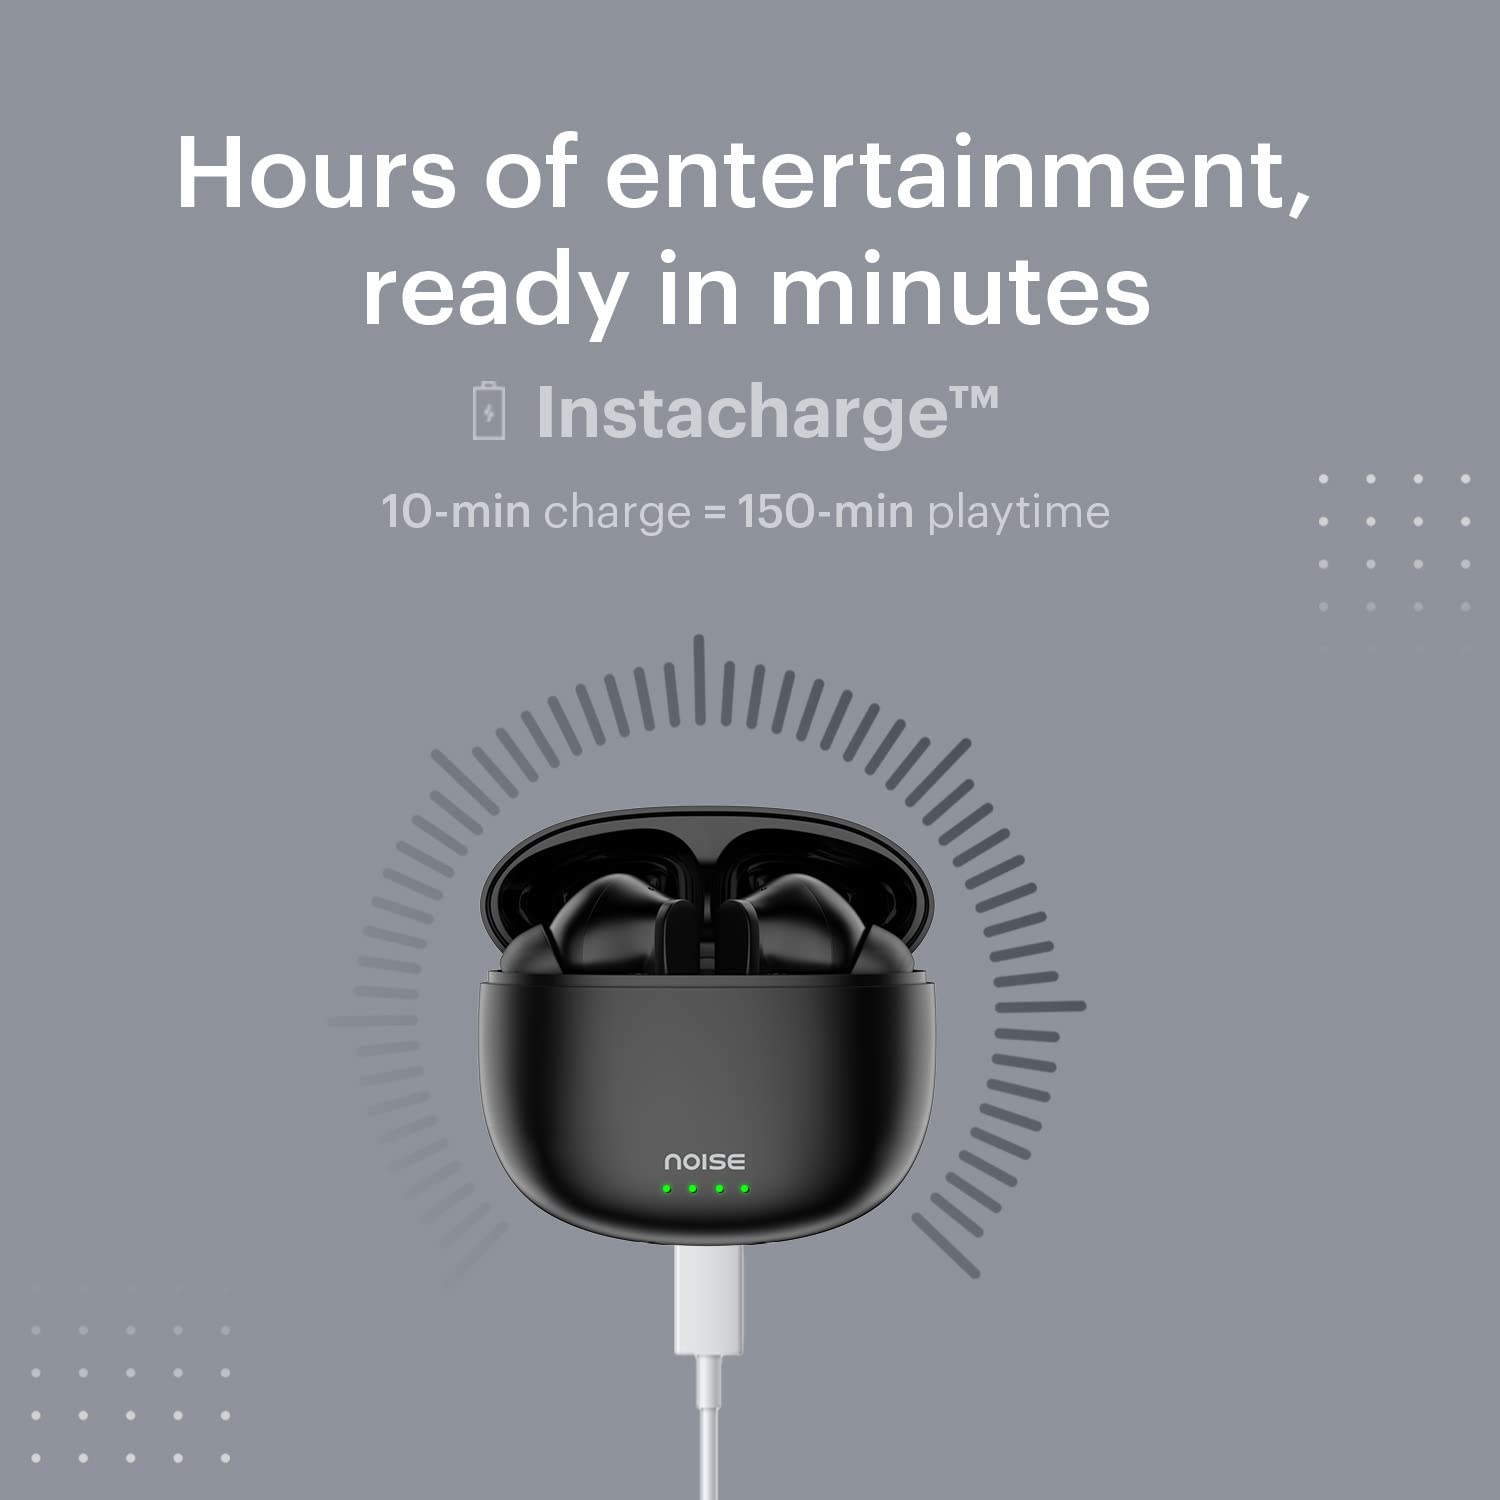 Hours of entertainment,
ready in minutes
Instacharge™
10-min charge = 150-min playtime
NOISE